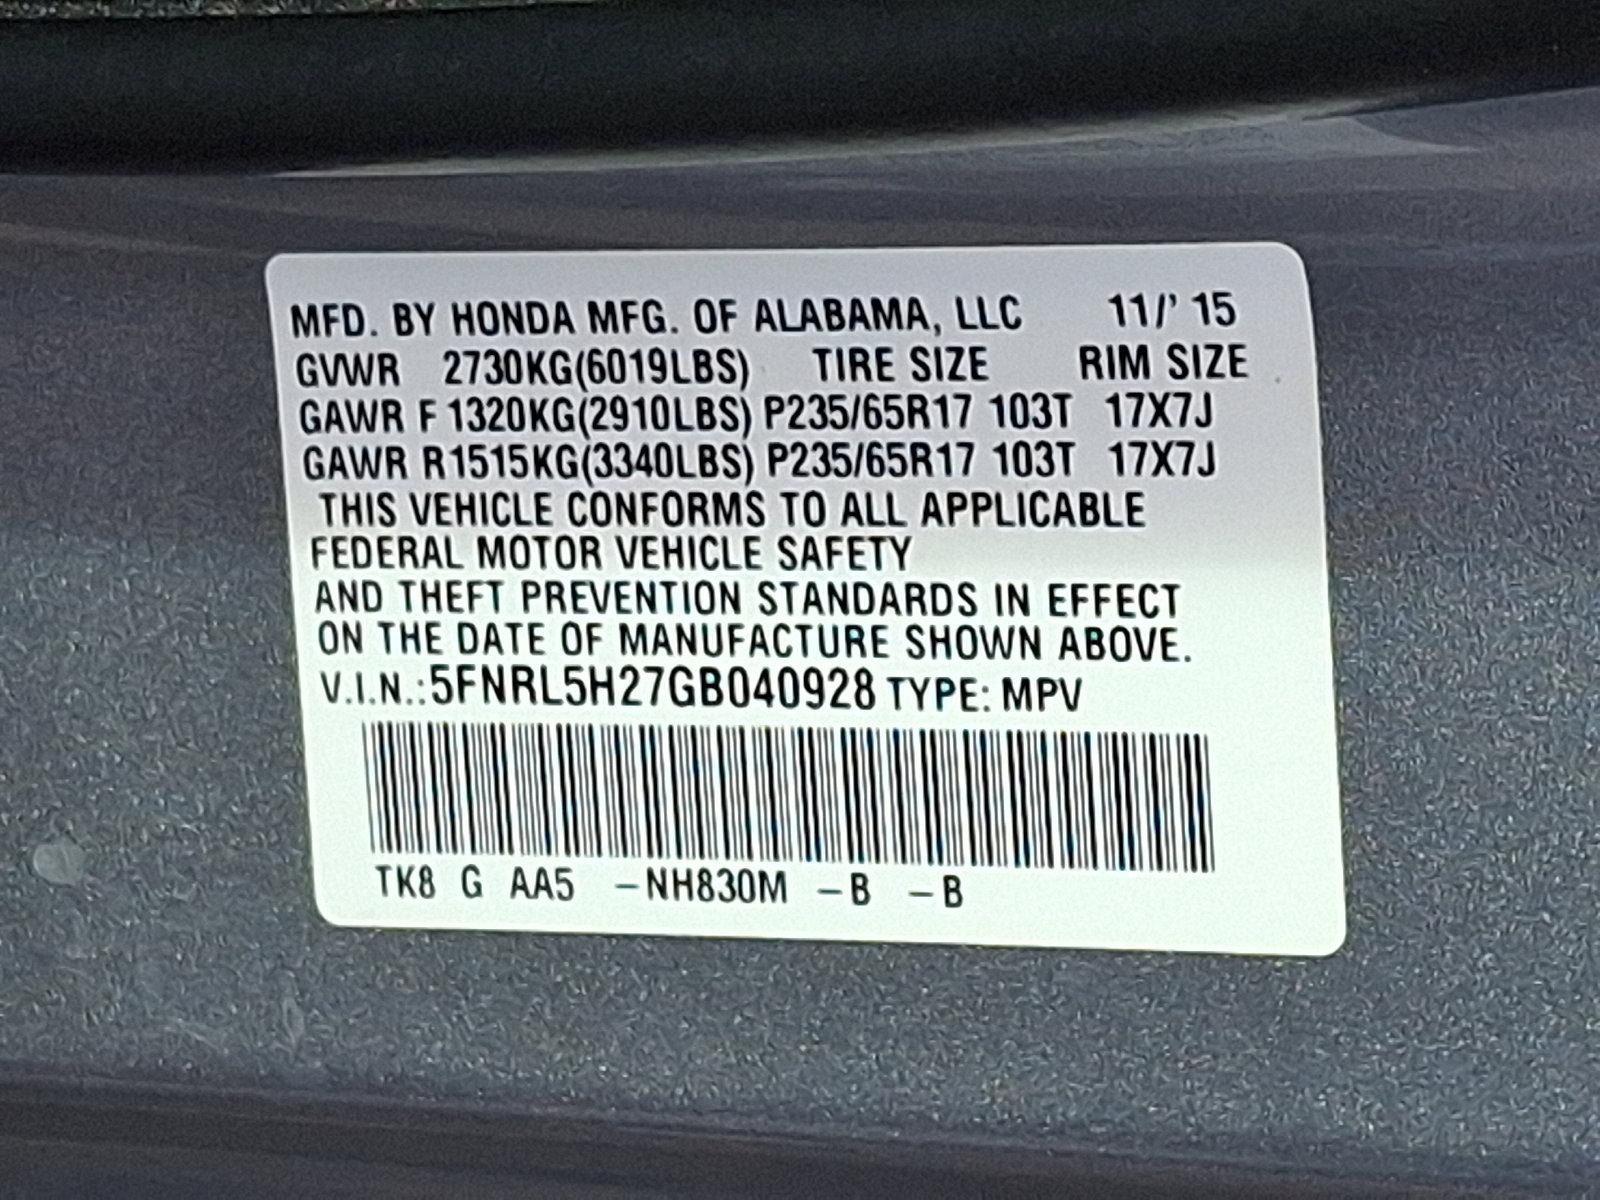 MFD. BY HONDA MFG. OF ALABAMA, LLC 11/' 15
GVWR 2730KG(6019LBS) TIRE SIZE RIM SIZE
GAWR F 1320KG(2910LBS) P235/65R17 103T 17X7J
GAWR R1515KG(3340LBS) P235/65R17 103T 17X7J
THIS VEHICLE CONFORMS TO ALL APPLICABLE
FEDERAL MOTOR VEHICLE SAFETY
AND THEFT PREVENTION STANDARDS IN EFFECT
ON THE DATE OF MANUFACTURE SHOWN ABOVE.
V.I.N.:5FNRL5H27GB040928 TYPE: MPV
TK8 G AA5 -NH830M -B -B